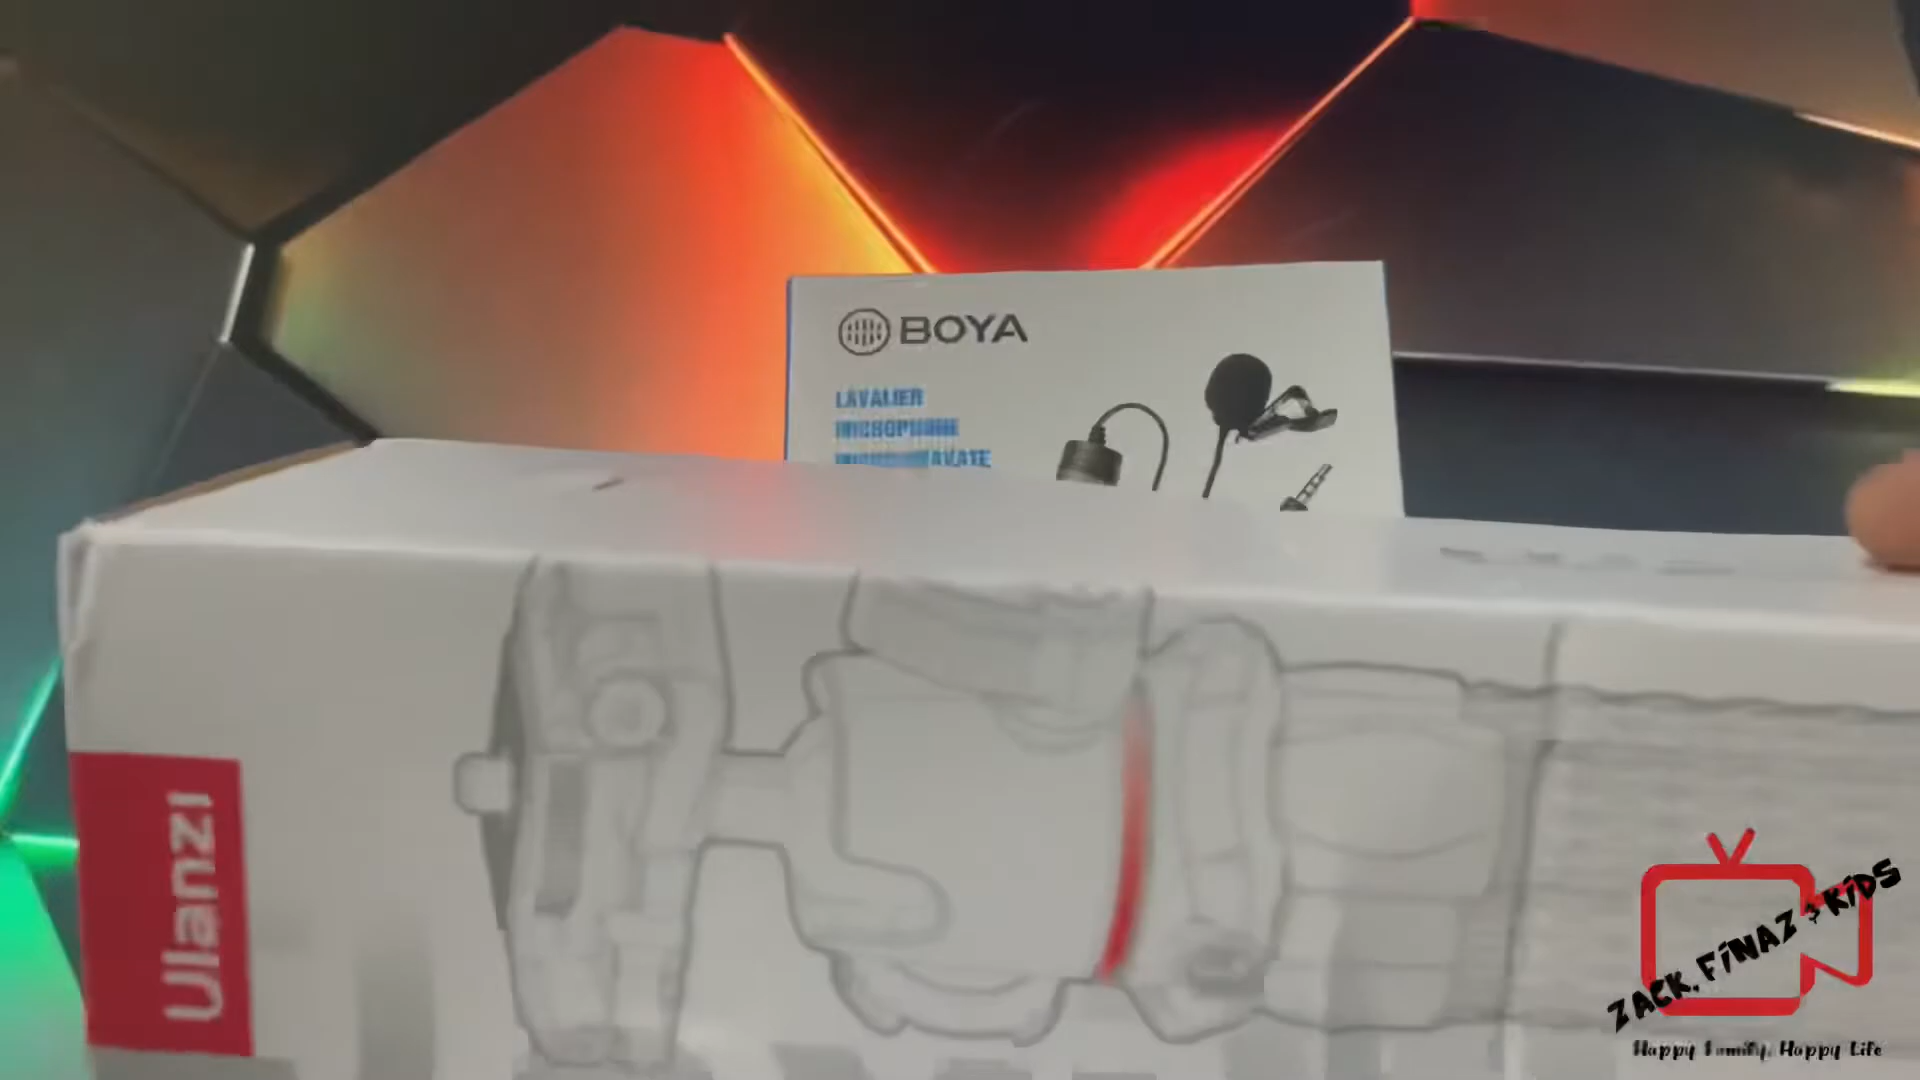 BOYA
LAVALIER
MICROPHONE
Ulanzi
ZACK, FiNAZ & KiDS
Happy Family, Happy Life